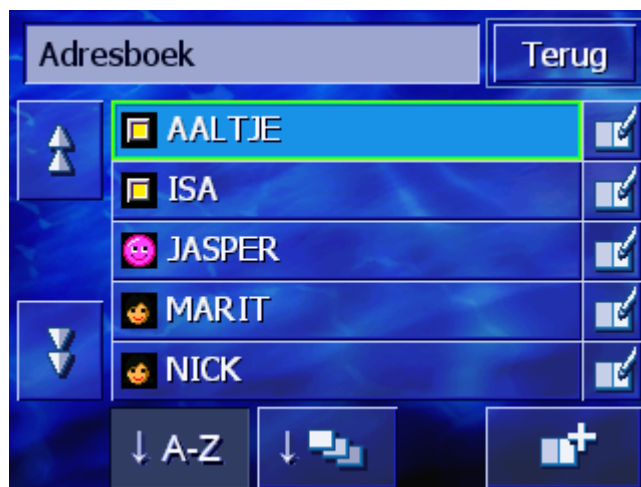 Adresboek
Terug
AALTJE
ISA
JASPER
MARIT
NICK
↓ A-Z
↓